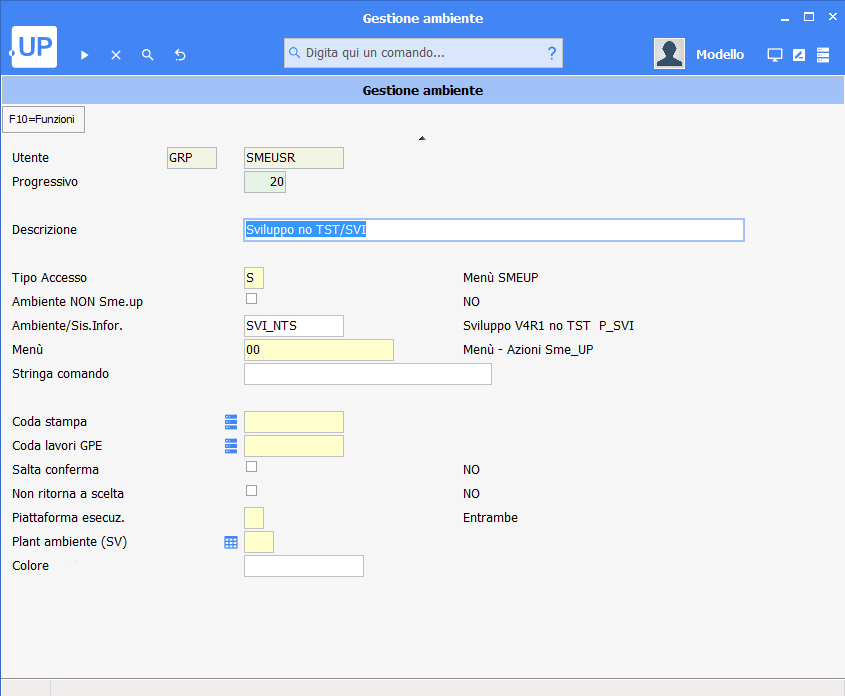 Gestione ambiente
UP
Digita qui un comando... ?
Modello
Gestione ambiente
F10=Funzioni
Utente GRP SMEUSR
Progressivo 20
Descrizione Sviluppo no TST/SVI
Tipo Accesso S Menù SMEUP
Ambiente NON Sme.up NO
Ambiente/Sis.Infor. SVI_NTS Sviluppo V4R1 no TST P_SVI
Menù 00 Menù - Azioni Sme_UP
Stringa comando
Coda stampa
Coda lavori GPE
Salta conferma NO
Non ritorna a scelta NO
Piattaforma esecuz. Entrambe
Plant ambiente (SV)
Colore